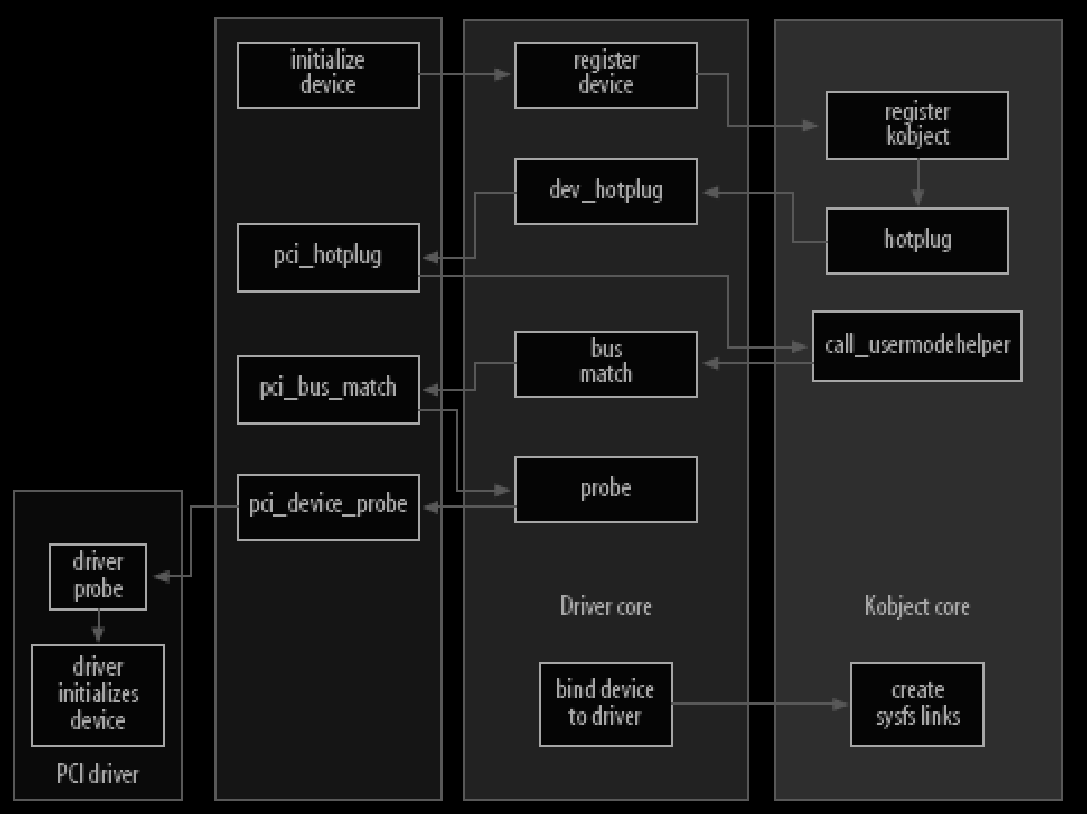 initialize
device
register
device
register
kobject
dev_hotplug
hotplug
pci_hotplug
call_usermodehelper
bus
match
pci_bus_match
probe
pci_device_probe
driver
probe
Driver core
Kobject core
driver
initializes
device
bind device
to driver
create
sysfs links
PCI driver